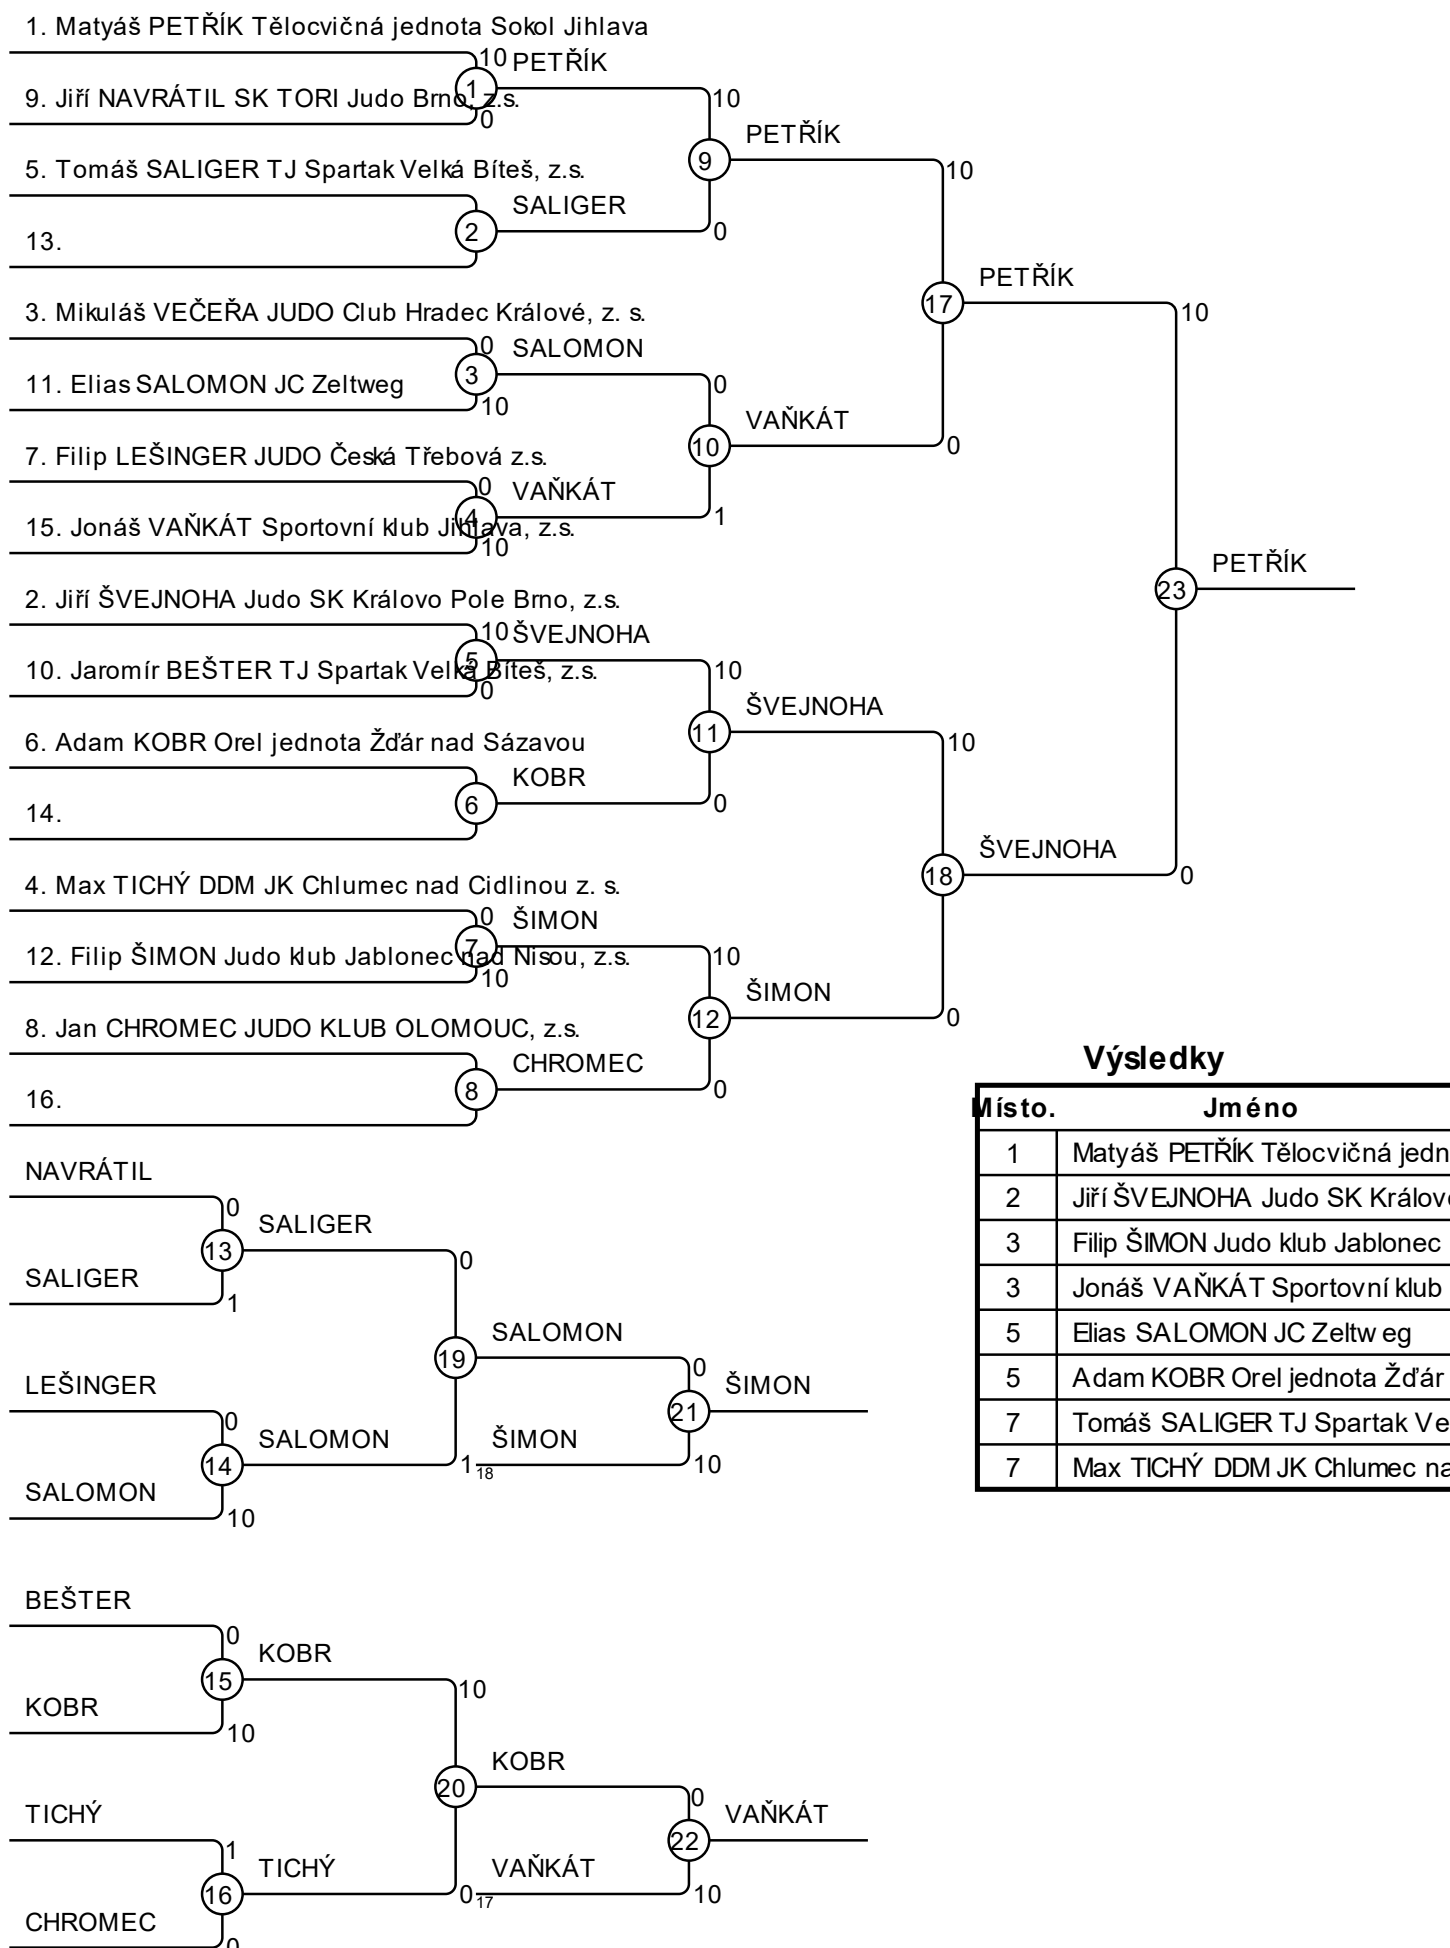 1. Matyáš PETŘÍK Tělocvičná jednota Sokol Jihlava
10 PETŘÍK
1
9. Jiří NAVRÁTIL SK TORI Judo Brno, z.s.
0
10
PETŘÍK
9
5. Tomáš SALIGER TJ Spartak Velká Bíteš, z.s.
10
SALIGER
2
0
13.
PETŘÍK
17
3. Mikuláš VEČEŘA JUDO Club Hradec Králové, z. s.
10
0 SALOMON
3
11. Elias SALOMON JC Zeltweg
0
10
VAŇKÁT
10
0
7. Filip LEŠINGER JUDO Česká Třebová z.s.
0 VAŇKÁT
4
1
15. Jonáš VAŇKÁT Sportovní klub Jihlava, z.s.
10
PETŘÍK
23
2. Jiří ŠVEJNOHA Judo SK Královo Pole Brno, z.s.
10 ŠVEJNOHA
5
10. Jaromír BEŠTER TJ Spartak Velká Bíteš, z.s.
0
10
ŠVEJNOHA
11
6. Adam KOBR Orel jednota Žďár nad Sázavou
10
KOBR
6
0
14.
ŠVEJNOHA
18
0
4. Max TICHÝ DDM JK Chlumec nad Cidlinou z. s.
0 ŠIMON
7
12. Filip ŠIMON Judo klub Jablonec nad Nisou, z.s.
10
10
ŠIMON
12
0
8. Jan CHROMEC JUDO KLUB OLOMOUC, z.s.
CHROMEC
8
0
16.
Výsledky
Místo. Jméno
1 Matyáš PETŘÍK Tělocvičná jedn
2 Jiří ŠVEJNOHA Judo SK Králov
3 Filip ŠIMON Judo klub Jablonec
3 Jonáš VAŇKÁT Sportovní klub
5 Elias SALOMON JC Zeltweg
5 Adam KOBR Orel jednota Žďár
7 Tomáš SALIGER TJ Spartak Ve
7 Max TICHÝ DDM JK Chlumec na
NAVRÁTIL
0
SALIGER
13
0
SALIGER
1
SALOMON
19
0
LEŠINGER
ŠIMON
21
0
SALOMON
14
ŠIMON
1
18
10
SALOMON
10
BEŠTER
0
KOBR
15
10
KOBR
10
KOBR
20
0
TICHÝ
VAŇKÁT
22
1
TICHÝ
16
VAŇKÁT
0
17
10
CHROMEC
0